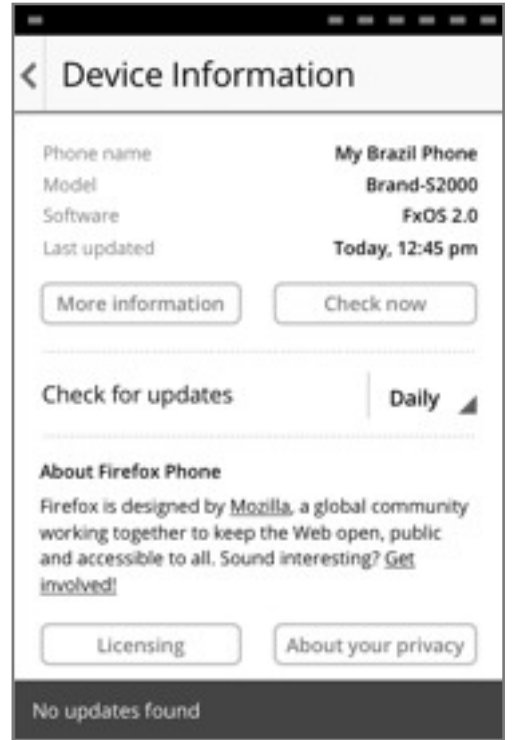 Device Information
Phone name My Brazil Phone
Model Brand-S2000
Software FxOS 2.0
Last updated Today, 12:45 pm
More information Check now
Check for updates Daily
About Firefox Phone
Firefox is designed by Mozilla, a global community
working together to keep the Web open, public
and accessible to all. Sound interesting? Get
involved!
Licensing About your privacy
No updates found